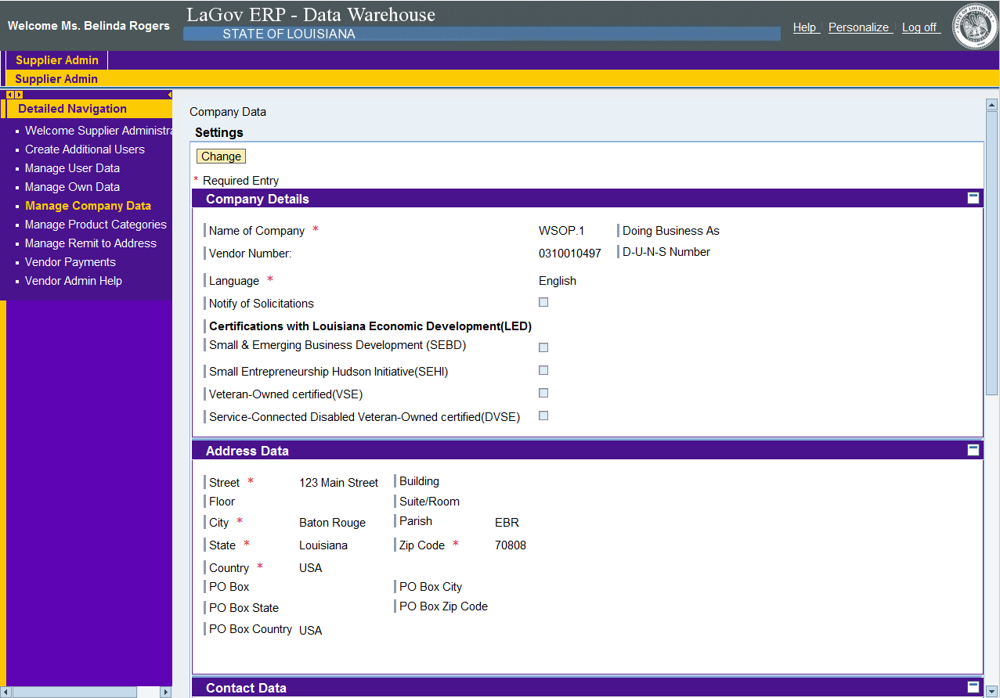 Welcome Ms. Belinda Rogers
LaGov ERP - Data Warehouse
STATE OF LOUISIANA
Help Personalize Log off
Supplier Admin
Supplier Admin
Detailed Navigation
Welcome Supplier Administra
Create Additional Users
Manage User Data
Manage Own Data
Manage Company Data
Manage Product Categories
Manage Remit to Address
Vendor Payments
Vendor Admin Help
Company Data
Settings
Change
* Required Entry
Company Details
Name of Company * WSOP.1 Doing Business As
Vendor Number: 0310010497 D-U-N-S Number
Language * English
Notify of Solicitations
Certifications with Louisiana Economic Development(LED)
Small & Emerging Business Development (SEBD)
Small Entrepreneurship Hudson Initiative(SEHI)
Veteran-Owned certified(VSE)
Service-Connected Disabled Veteran-Owned certified(DVSE)
Address Data
Street * 123 Main Street Building
Floor Suite/Room
City * Baton Rouge Parish EBR
State * Louisiana Zip Code * 70808
Country * USA
PO Box PO Box City
PO Box State PO Box Zip Code
PO Box Country USA
Contact Data